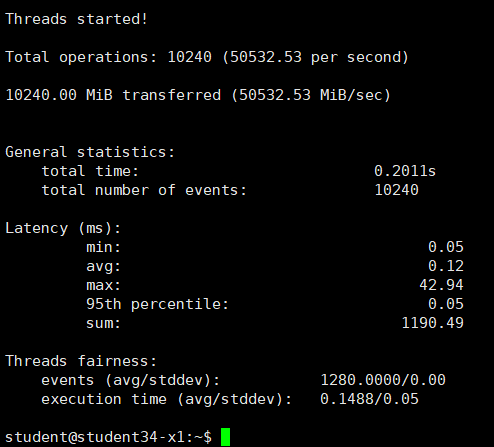 Threads started!
Total operations: 10240 (50532.53 per second)
10240.00 MiB transferred (50532.53 MiB/sec)
General statistics:
total time: 0.2011s
total number of events: 10240
Latency (ms):
min: 0.05
avg: 0.12
max: 42.94
95th percentile: 0.05
sum: 1190.49
Threads fairness:
events (avg/stddev): 1280.0000/0.00
execution time (avg/stddev): 0.1488/0.05
student@student34-x1:~$